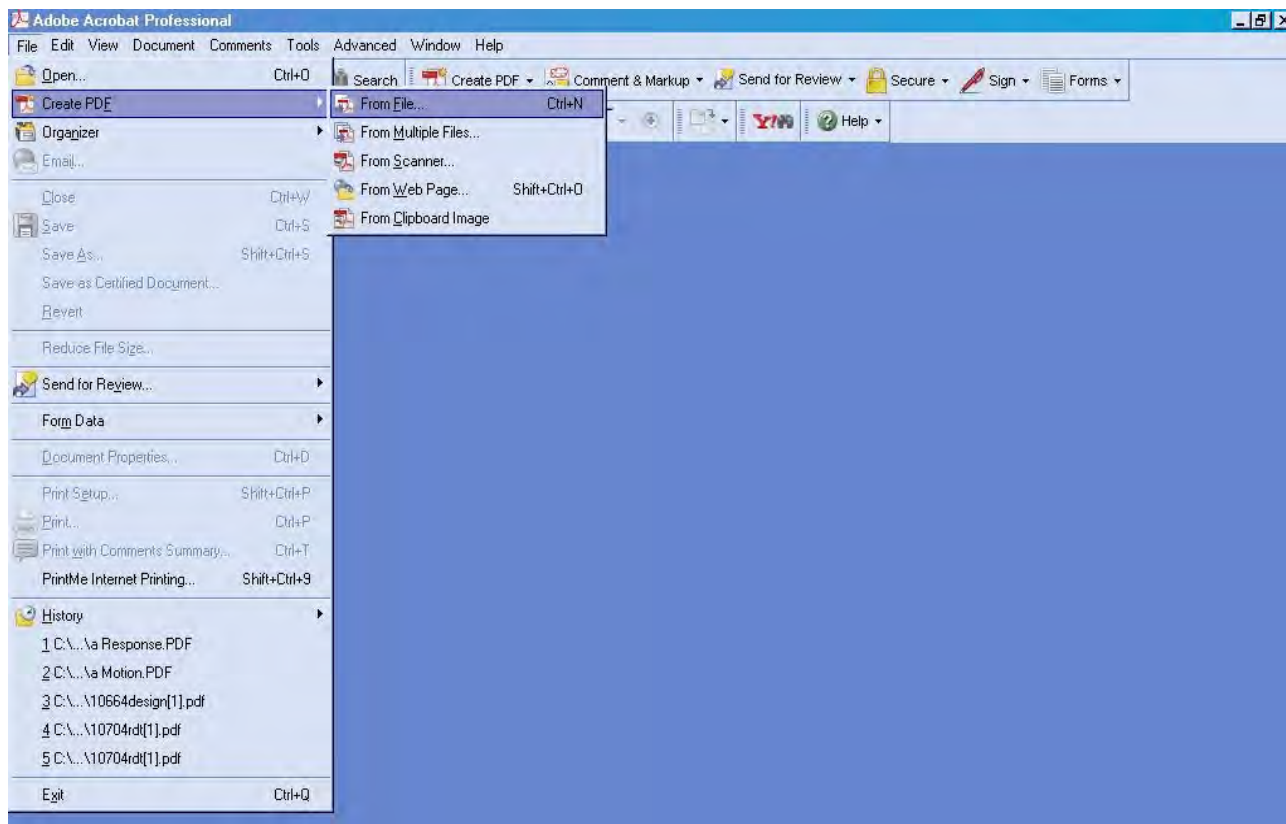 Adobe Acrobat Professional
File Edit View Document Comments Tools Advanced Window Help
Open... Ctrl+O
Search Create PDF Comment & Markup Send for Review Secure Sign Forms
Create PDF
From File... Ctrl+N
Y! Help
Organizer
From Multiple Files...
Email...
From Scanner...
Close Ctrl+W
From Web Page... Shift+Ctrl+O
Save Ctrl+S
From Clipboard Image
Save As... Shift+Ctrl+S
Save as Certified Document...
Revert
Reduce File Size...
Send for Review...
Form Data
Document Properties... Ctrl+D
Print Setup... Shift+Ctrl+P
Print... Ctrl+P
Print with Comments Summary... Ctrl+T
PrintMe Internet Printing... Shift+Ctrl+9
History
1 C:\...\a Response.PDF
2 C:\...\a Motion.PDF
3 C:\...\10664design[1].pdf
4 C:\...\10704rdt[1].pdf
5 C:\...\10704rdt[1].pdf
Exit Ctrl+Q